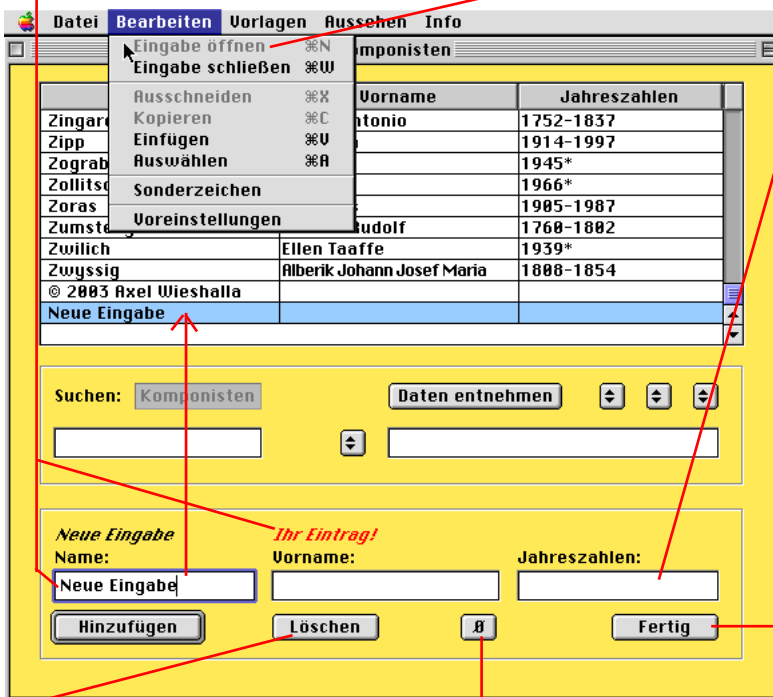 Datei Bearbeiten Vorlagen Aussehen Info
Eingabe öffnen ⌘N
Eingabe schließen ⌘W
Ausschneiden ⌘X
Kopieren ⌘C
Einfügen ⌘V
Auswählen ⌘A
Sonderzeichen
Voreinstellungen
omponisten
Vorname Jahreszahlen
Zingar ntonio 1752-1837
Zipp 1914-1997
Zograb 1945*
Zollitsc 1966*
Zoras 1905-1987
Zumste Rudolf 1760-1802
Zwilich Ellen Taaffe 1939*
Zwyssig Alberik Johann Josef Maria 1808-1854
© 2003 Axel Wieshalla
Neue Eingabe
Suchen: Komponisten Daten entnehmen
Neue Eingabe Ihr Eintrag!
Name: Vorname: Jahreszahlen:
Neue Eingabe
Hinzufügen Löschen Ø Fertig